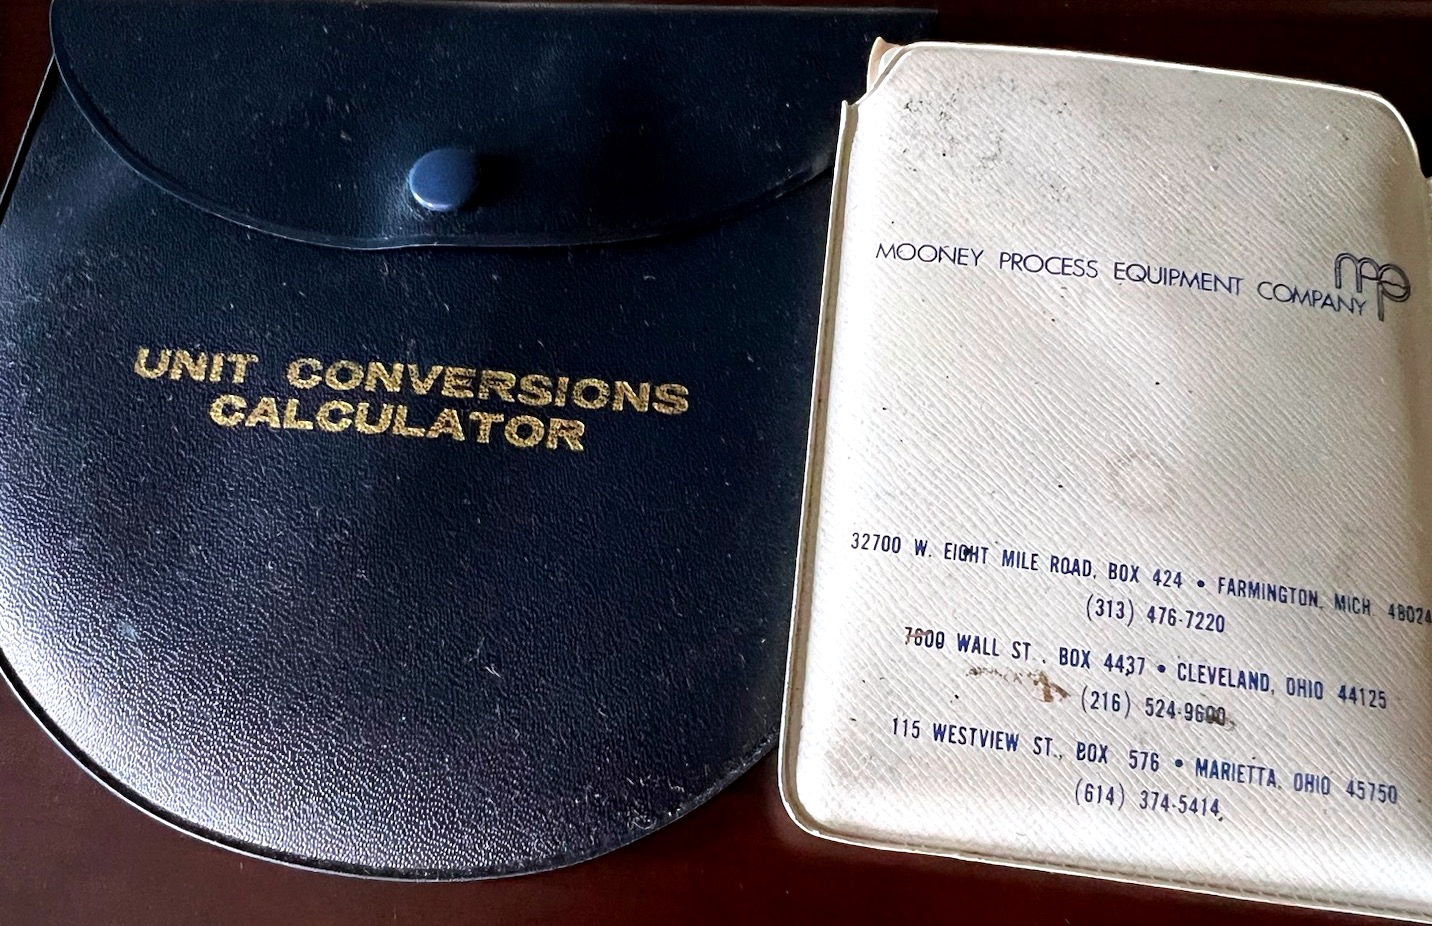 UNIT CONVERSIONS
CALCULATOR
MOONEY PROCESS EQUIPMENT COMPANY
mpe
32700 W. EIGHT MILE ROAD, BOX 424 • FARMINGTON, MICH. 48024
(313) 476-7220
7600 WALL ST., BOX 4437 • CLEVELAND, OHIO 44125
(216) 524-9600
115 WESTVIEW ST., BOX 576 • MARIETTA, OHIO 45750
(614) 374-5414